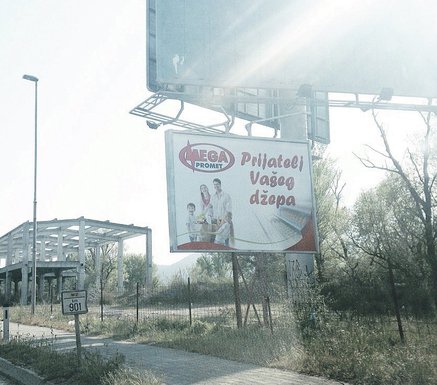 MEGA
PROMET
Prijatelj
Vašeg
džepa
901